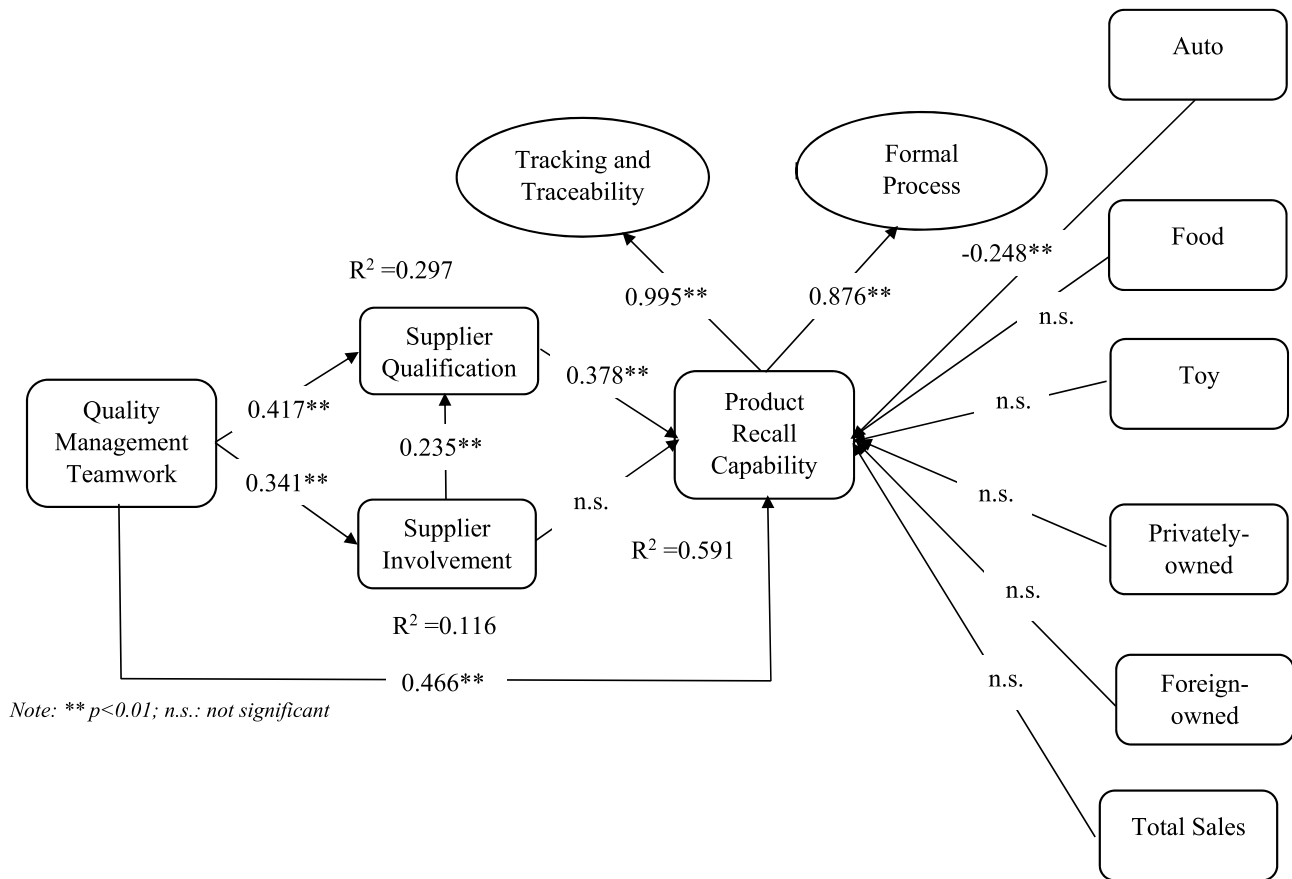 Auto
Tracking and
Traceability
Formal
Process
Food
-0.248**
R² =0.297
0.995**
0.876**
n.s.
Supplier
Qualification
0.378**
Toy
n.s.
Quality
Management
Teamwork
0.417**
0.235**
0.341**
Product
Recall
Capability
n.s.
n.s.
Supplier
Involvement
R² =0.591
Privately-
owned
n.s.
R² =0.116
0.466**
n.s.
Foreign-
owned
Note: ** p<0.01; n.s.: not significant
Total Sales